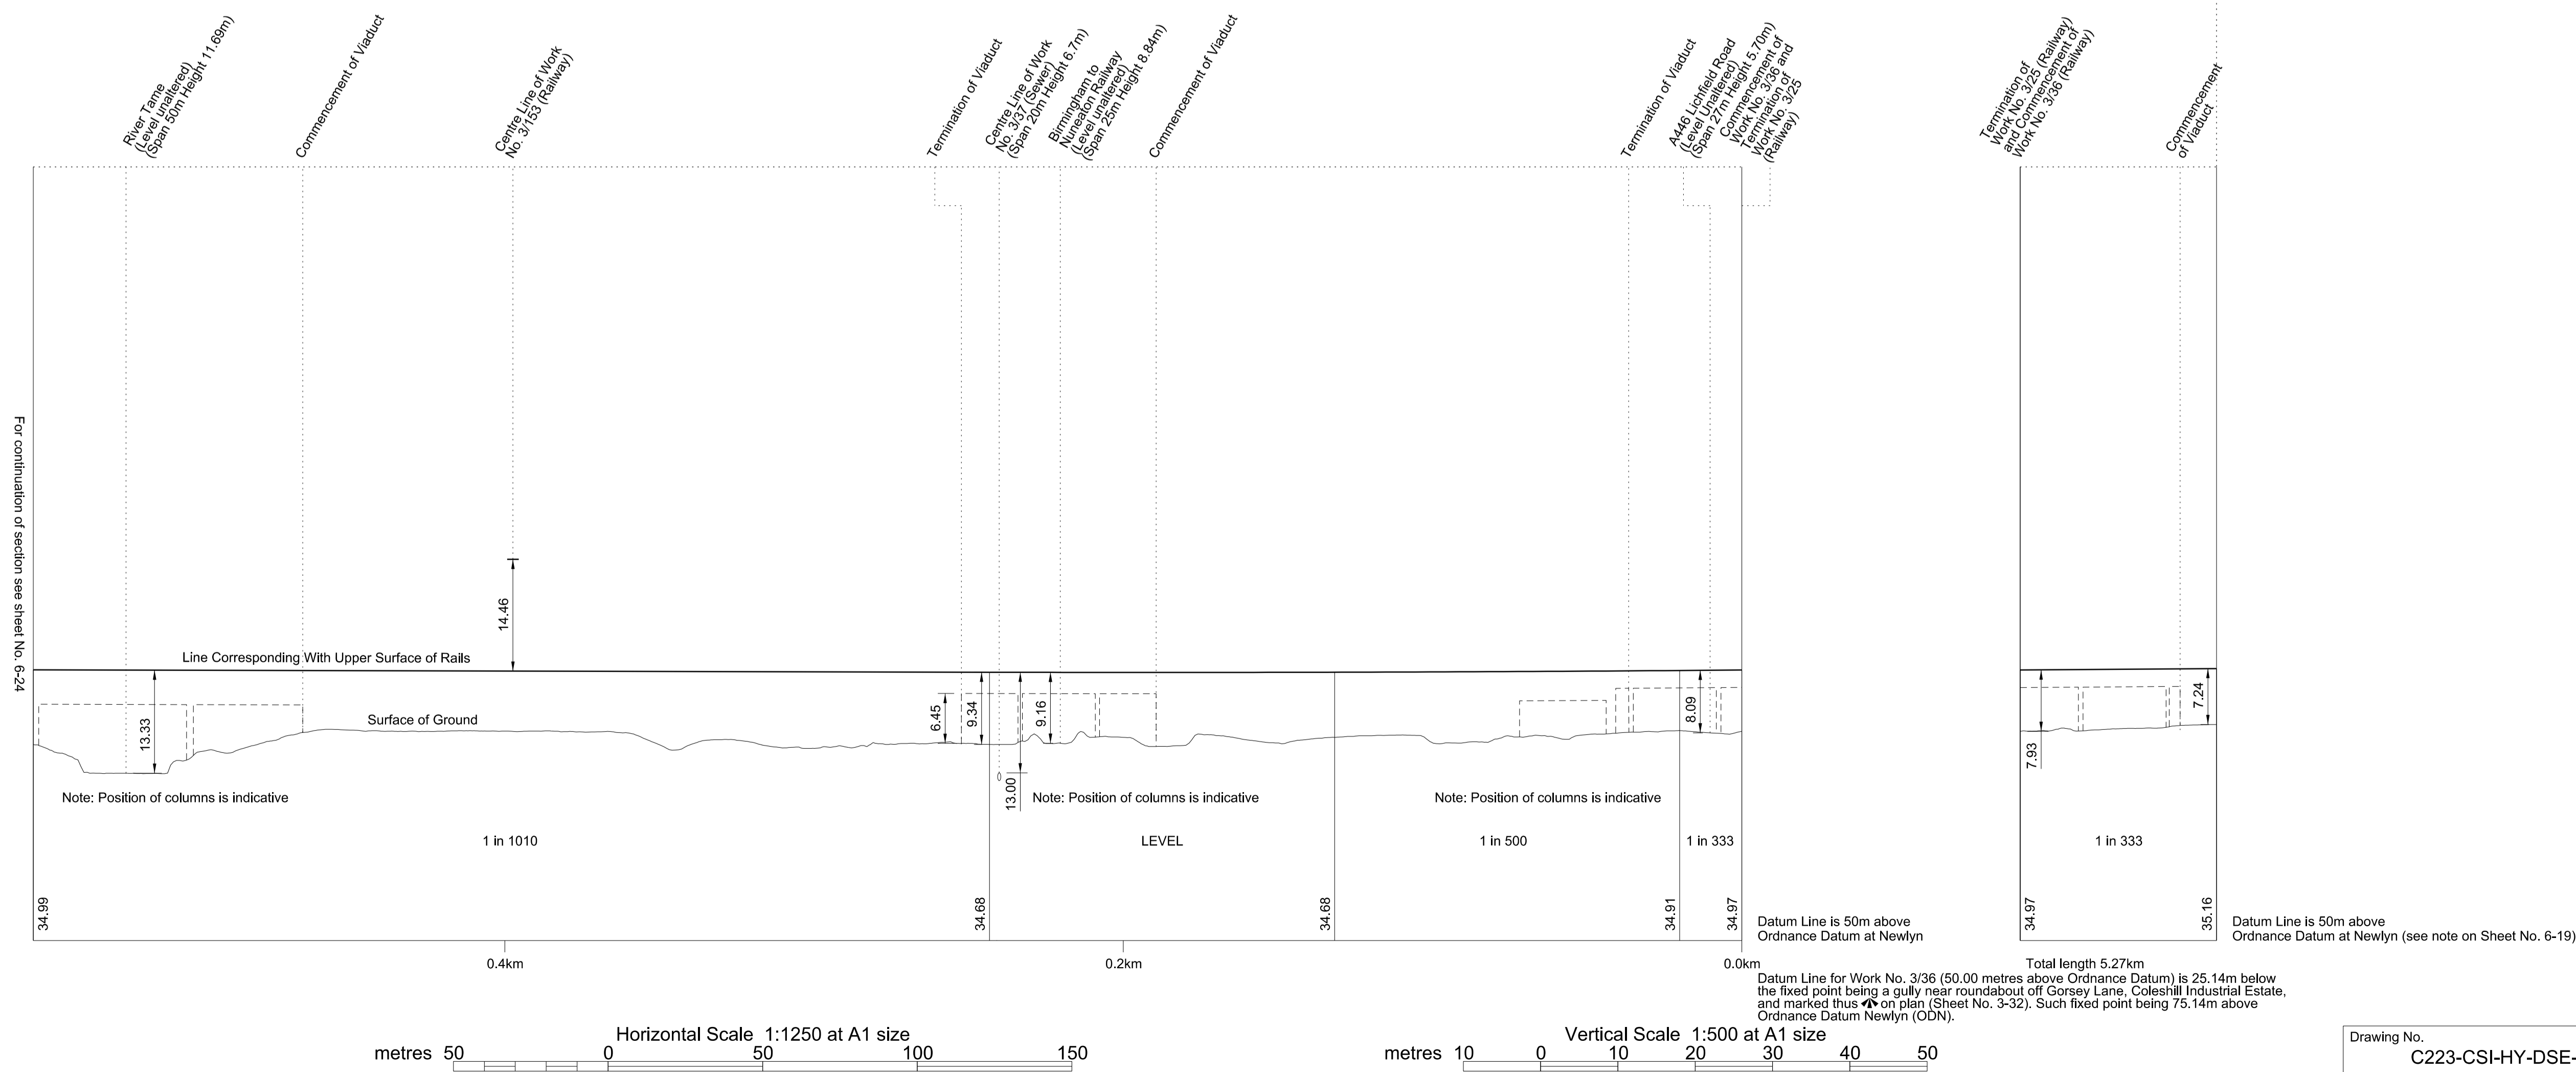 River Tame
(Level unaltered)
(Span 50m Height 11.69m)
Commencement of Viaduct
Centre Line of Work
No. 3/153 (Railway)
Termination of Viaduct
Centre Line of Work
No. 3/37 (Sewer)
(Span 20m Height 6.7m)
Birmingham to
Nuneaton Railway
(Level unaltered)
(Span 25m Height 8.84m)
Commencement of Viaduct
Termination of Viaduct
A446 Lichfield Road
(Level Unaltered)
(Span 27m Height 5.70m)
Commencement of
Work No. 3/36 and
Termination of
Work No. 3/25
(Railway)
Termination of
Work No. 3/25 (Railway)
and Commencement of
Work No. 3/36 (Railway)
Commencement
of Viaduct
For continuation of section see sheet No. 6-24
14.46
Line Corresponding With Upper Surface of Rails
Surface of Ground
13.33
6.45
9.34
9.16
13.00
8.09
7.93
7.24
Note: Position of columns is indicative
Note: Position of columns is indicative
Note: Position of columns is indicative
1 in 1010
LEVEL
1 in 500
1 in 333
1 in 333
34.99
34.68
34.68
34.91
34.97
34.97
35.16
Datum Line is 50m above
Ordnance Datum at Newlyn
Datum Line is 50m above
Ordnance Datum at Newlyn (see note on Sheet No. 6-19)
0.4km
0.2km
0.0km
Total length 5.27km
Datum Line for Work No. 3/36 (50.00 metres above Ordnance Datum) is 25.14m below
the fixed point being a gully near roundabout off Gorsey Lane, Coleshill Industrial Estate,
and marked thus on plan (Sheet No. 3-32). Such fixed point being 75.14m above
Ordnance Datum Newlyn (ODN).
Horizontal Scale 1:1250 at A1 size
metres 50 0 50 100 150
Vertical Scale 1:500 at A1 size
metres 10 0 10 20 30 40 50
Drawing No.
C223-CSI-HY-DSE-